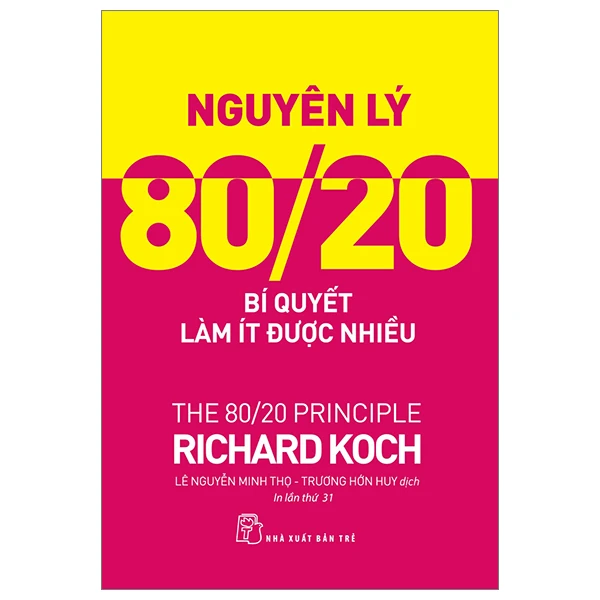 NGUYÊN LÝ
80/20
BÍ QUYẾT
LÀM ÍT ĐƯỢC NHIỀU
THE 80/20 PRINCIPLE
RICHARD KOCH
LÊ NGUYỄN MINH THỌ - TRƯƠNG HỚN HUY dịch
In lần thứ 31
NHÀ XUẤT BẢN TRẺ